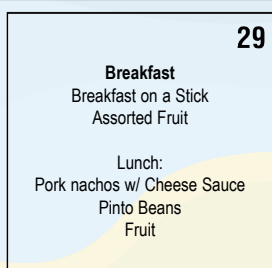 29
Breakfast
Breakfast on a Stick
Assorted Fruit
Lunch:
Pork nachos w/ Cheese Sauce
Pinto Beans
Fruit